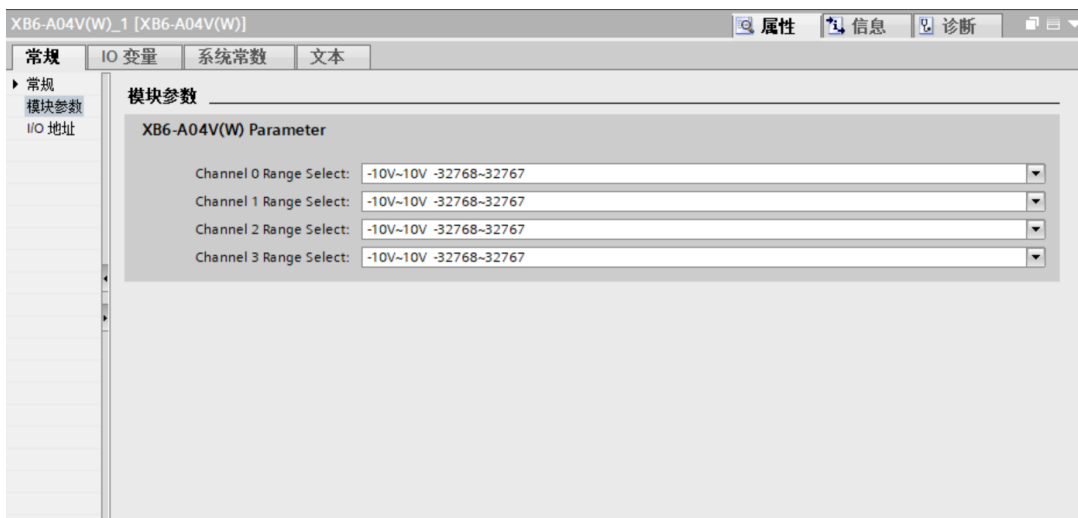 XB6-A04V(W)_1 [XB6-A04V(W)]
属性
信息
诊断
常规
IO 变量
系统常数
文本
常规
模块参数
I/O 地址
模块参数
XB6-A04V(W) Parameter
Channel 0 Range Select: -10V~10V -32768~32767
Channel 1 Range Select: -10V~10V -32768~32767
Channel 2 Range Select: -10V~10V -32768~32767
Channel 3 Range Select: -10V~10V -32768~32767